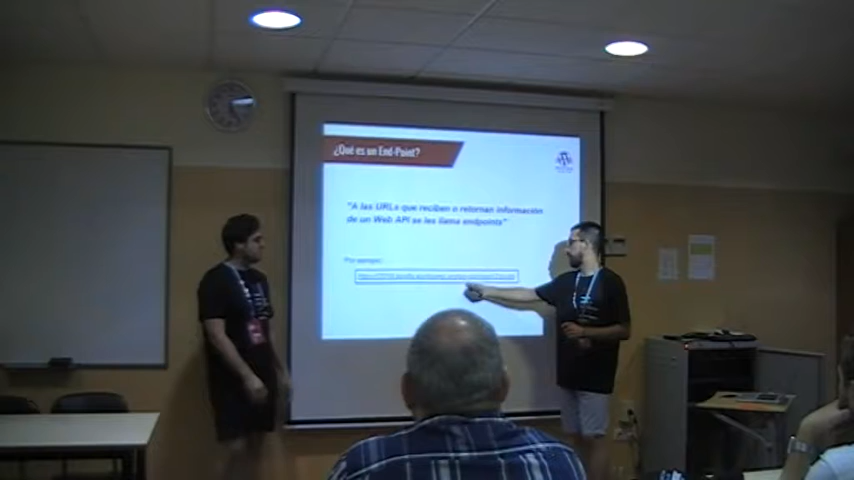 ¿Qué es un End-Point?
"A las URLs que reciben o retornan información
de un Web API se les llama endpoints"
Por ejemplo: